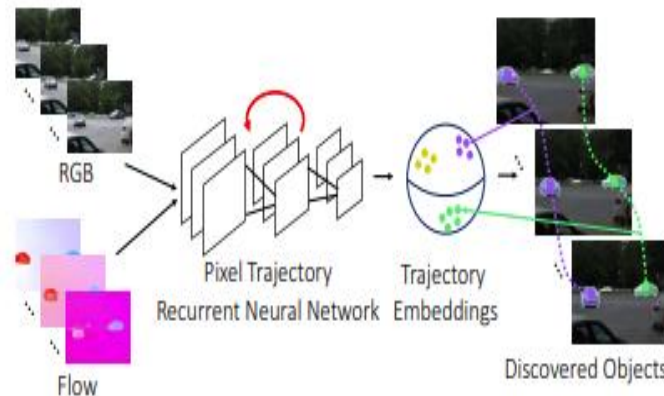 RGB
Flow
Pixel Trajectory
Recurrent Neural Network
Trajectory
Embeddings
Discovered Objects